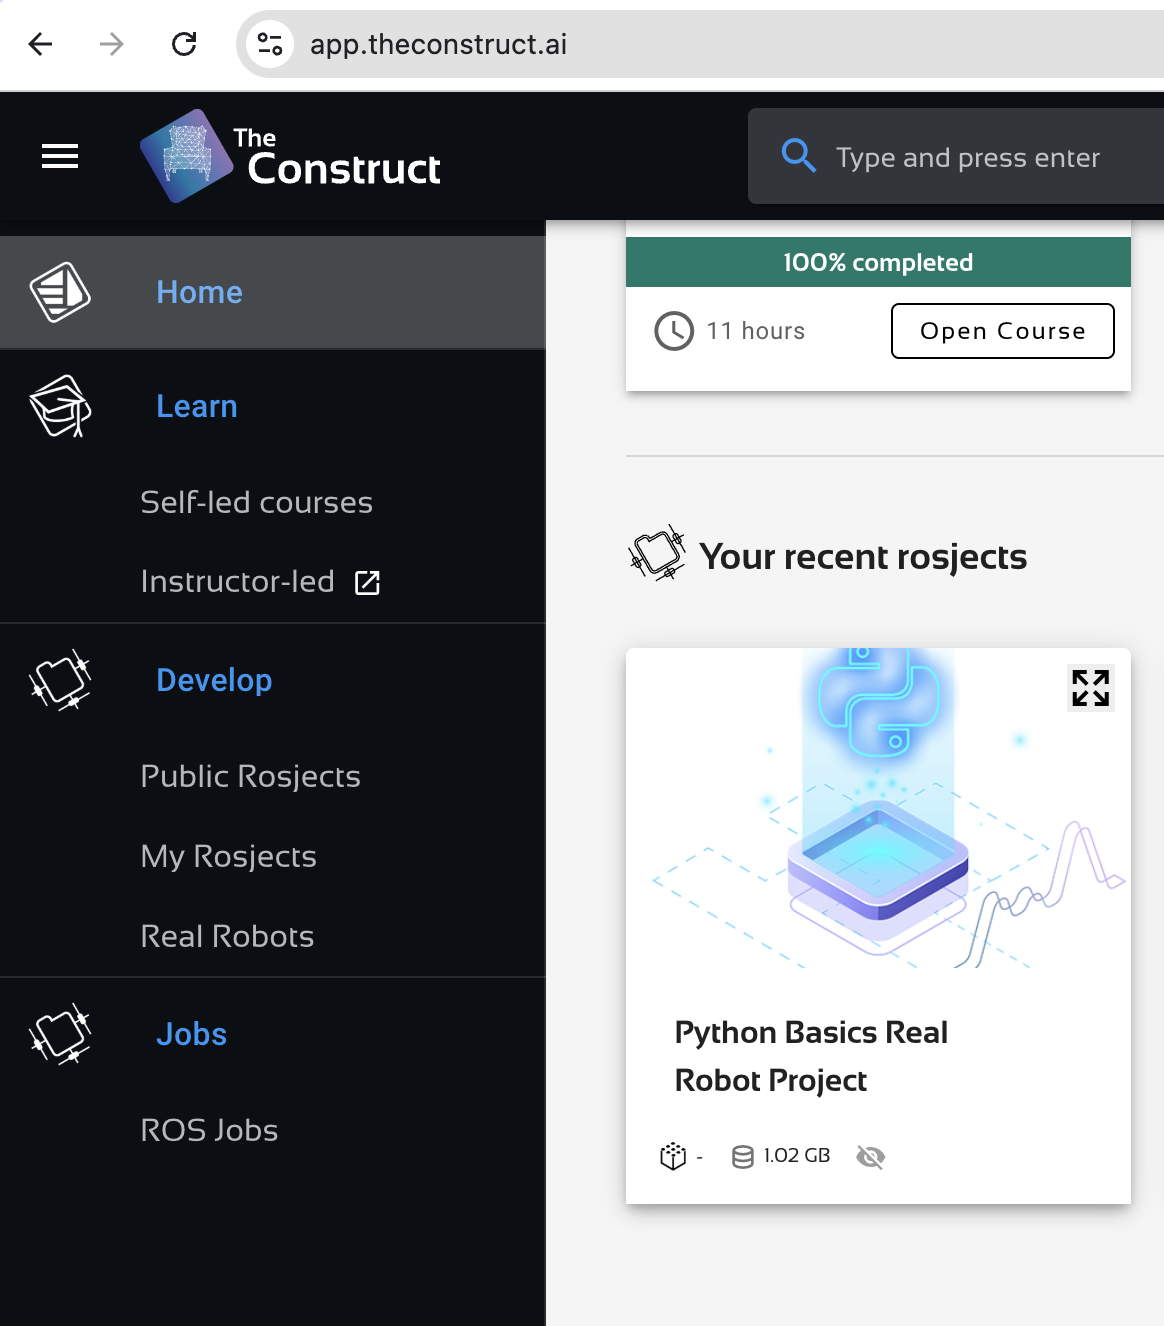 app.theconstruct.ai
The
Construct
Type and press enter
Home
Learn
Self-led courses
Instructor-led
Develop
Public Rosjects
My Rosjects
Real Robots
Jobs
ROS Jobs
100% completed
11 hours
Open Course
Your recent rosjects
Python Basics Real
Robot Project
-
1.02 GB